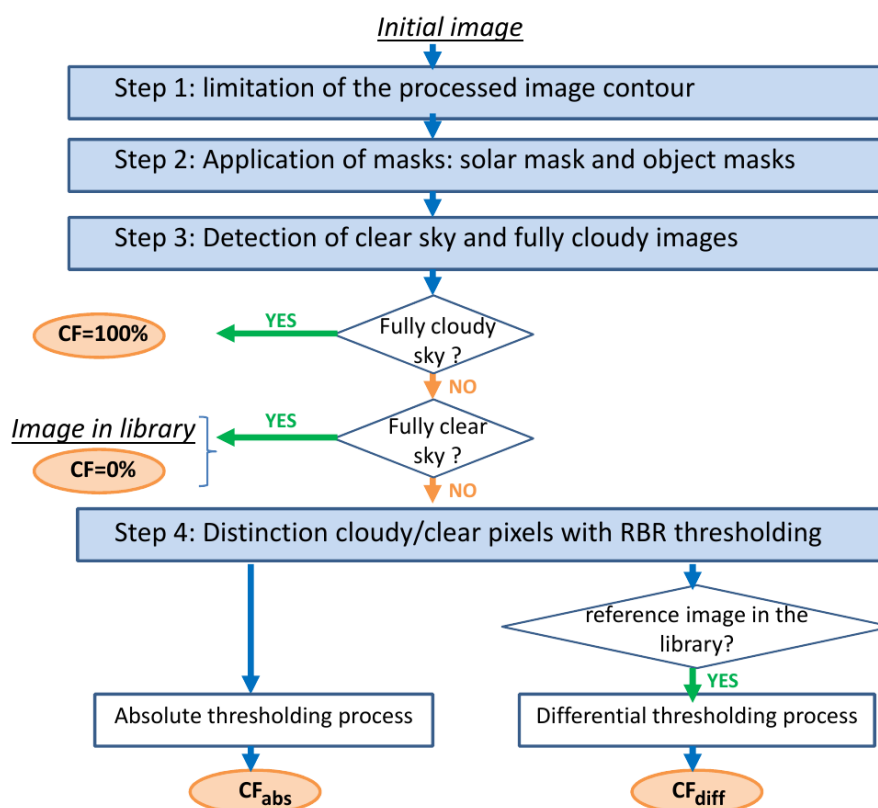 Initial image
Step 1: limitation of the processed image contour
Step 2: Application of masks: solar mask and object masks
Step 3: Detection of clear sky and fully cloudy images
CF=100%
YES
Fully cloudy
sky ?
NO
Image in library
CF=0%
YES
Fully clear
sky ?
NO
Step 4: Distinction cloudy/clear pixels with RBR thresholding
reference image in the
library?
YES
Absolute thresholding process
Differential thresholding process
CFabs
CFdiff